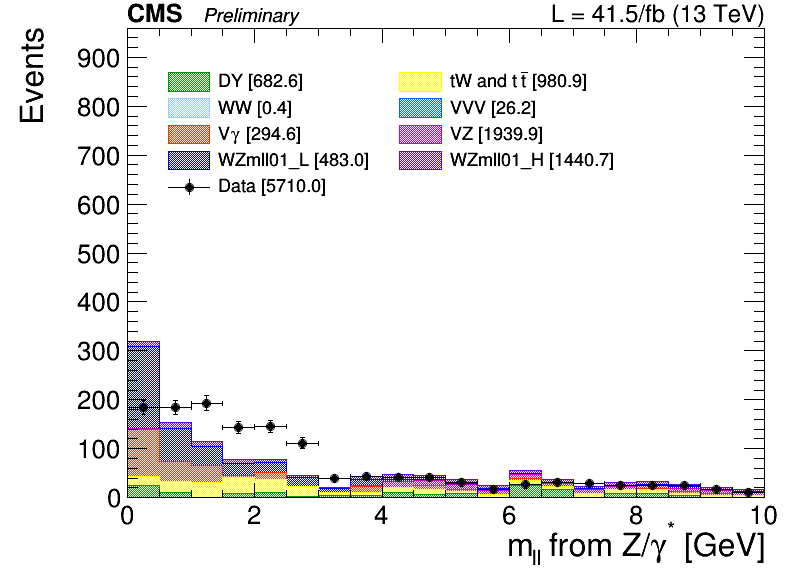 CMS Preliminary L = 41.5/fb (13 TeV)
Events
900
800
700
600
500
400
300
200
100
0
DY [682.6] tW and t t̄ [980.9]
WW [0.4] VVV [26.2]
Vγ [294.6] VZ [1939.9]
WZmll01_L [483.0] WZmll01_H [1440.7]
Data [5710.0]
0 2 4 6 8 10
m_ll from Z/γ* [GeV]